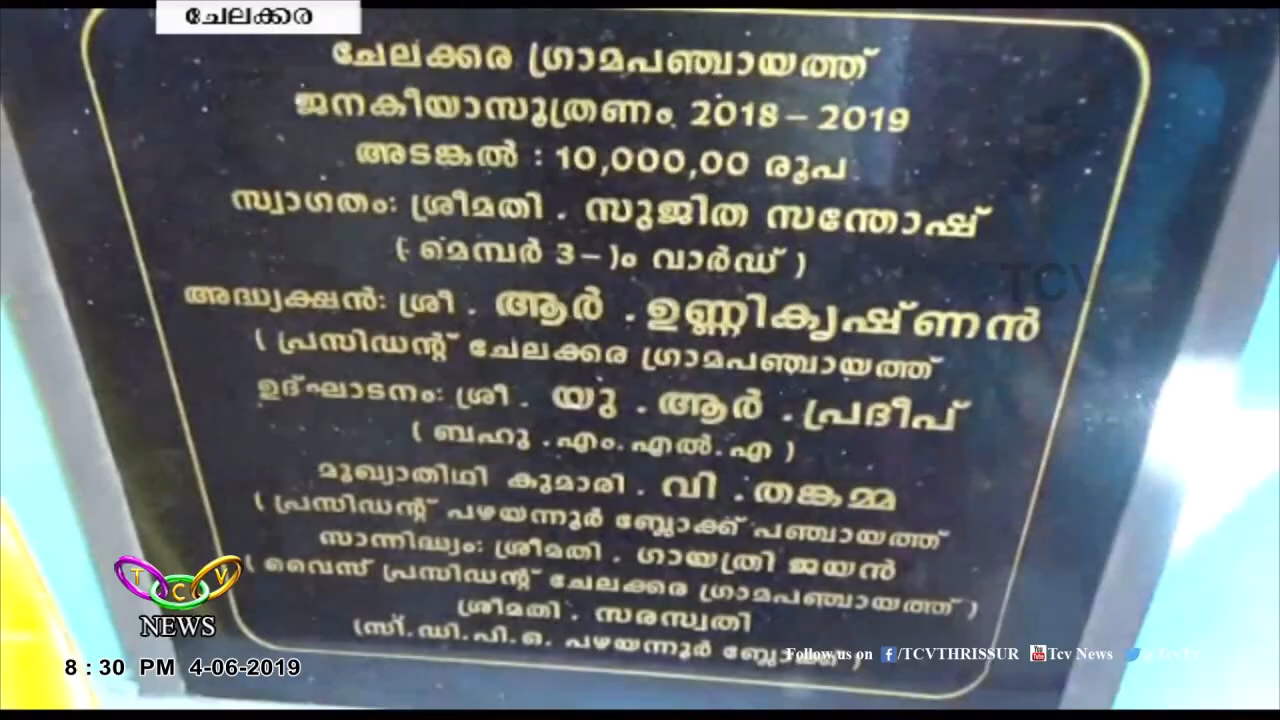 ചേലക്കര
ചേലക്കര ഗ്രാമപഞ്ചായത്ത്
ജനകീയാസൂത്രണം 2018 – 2019
അടങ്കൽ : 10,000,00 രൂപ
സ്വാഗതം: ശ്രീമതി . സുജിത സന്തോഷ്
( മെമ്പർ 3-)ം വാർഡ് )
അദ്ധ്യക്ഷൻ: ശ്രീ . ആർ . ഉണ്ണികൃഷ്ണൻ
( പ്രസിഡന്റ് ചേലക്കര ഗ്രാമപഞ്ചായത്ത്
ഉദ്ഘാടനം: ശ്രീ . യു . ആർ . പ്രദീപ്
( ബഹു . എം.എൽ.എ )
മുഖ്യാതിഥി കുമാരി . വി . തങ്കമ്മ
( പ്രസിഡന്റ് പഴയന്നൂർ ബ്ലോക്ക് പഞ്ചായത്ത്
സാന്നിദ്ധ്യം: ശ്രീമതി . ഗായത്രി ജയൻ
( വൈസ് പ്രസിഡന്റ് ചേലക്കര ഗ്രാമപഞ്ചായത്ത് )
ശ്രീമതി . സരസ്വതി
(സി.ഡി.പി.ഒ. പഴയന്നൂർ )
TCV
TCV
NEWS
8 : 30 PM 4-06-2019
Follow us on f/TCVTHRISSUR You Tube Tcv News